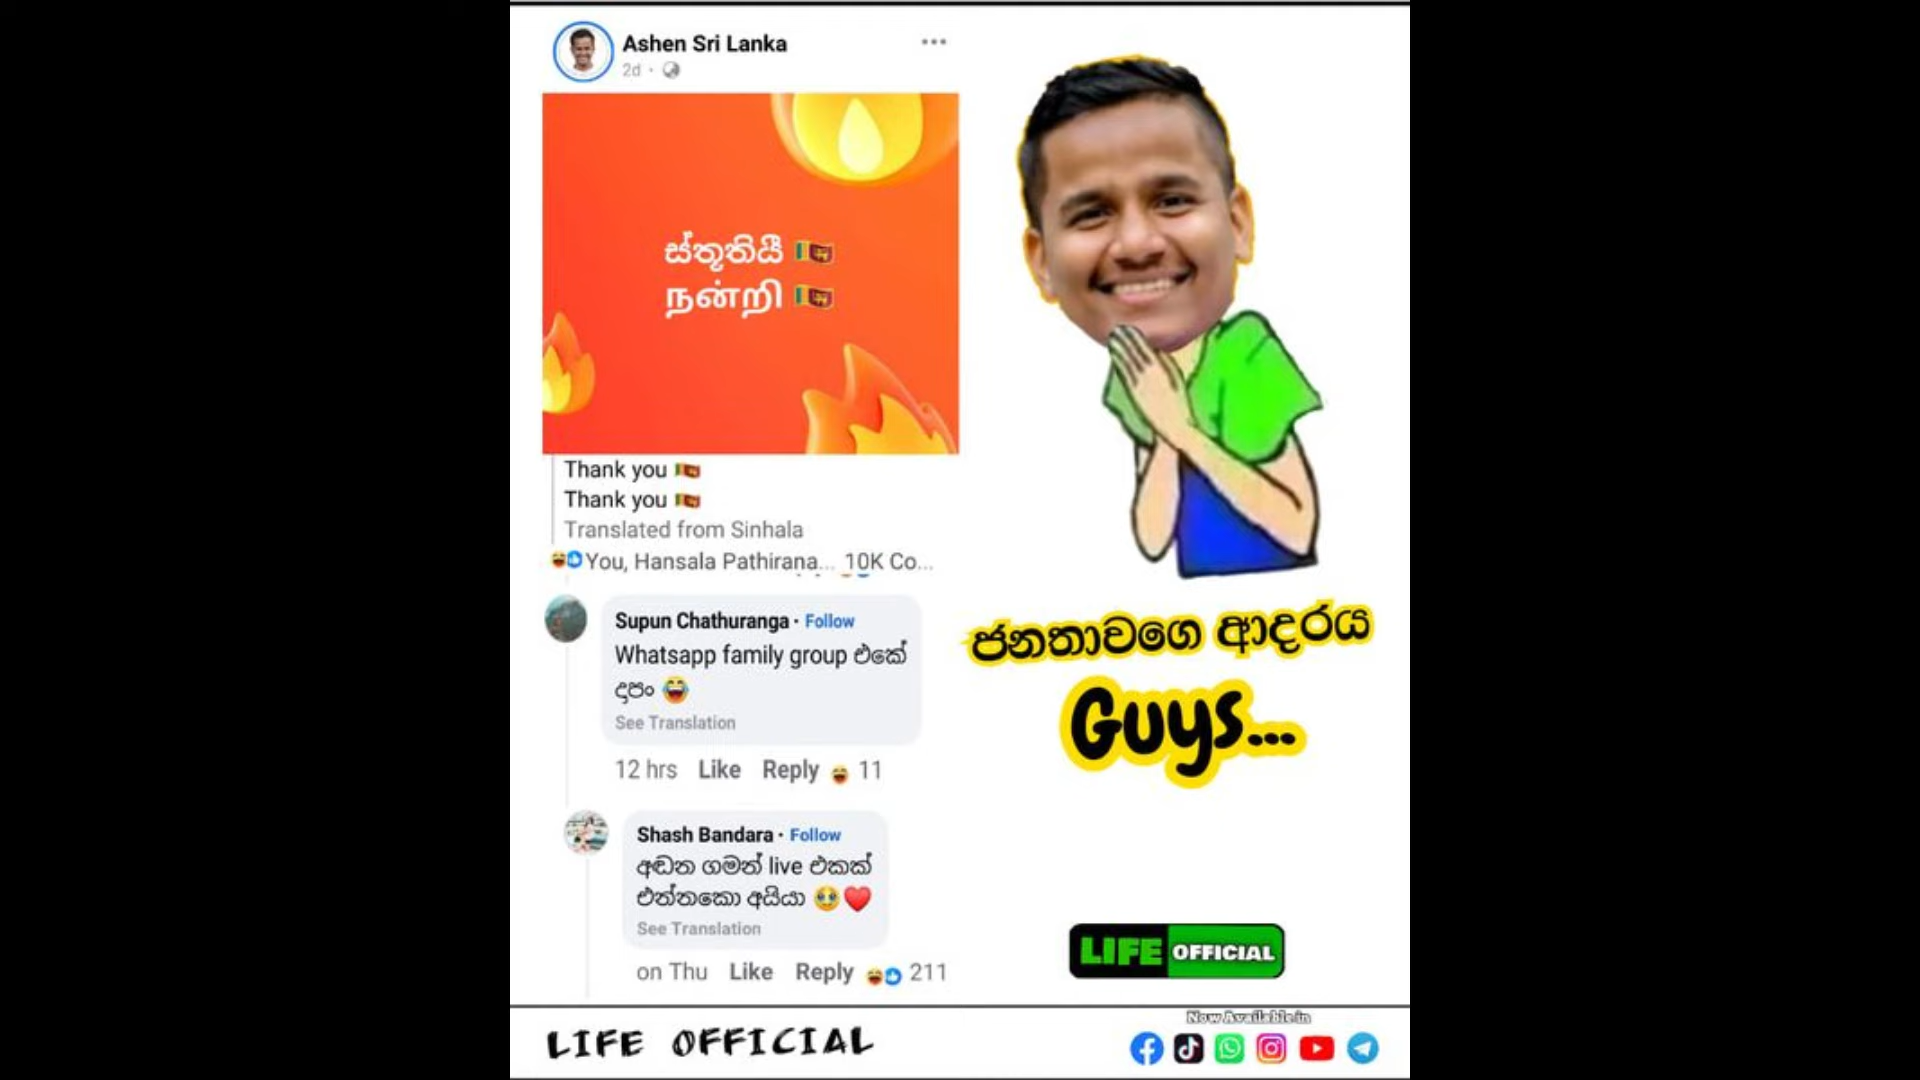 Ashen Sri Lanka
2d
ස්තූතියී 🇱🇰
நன்றி 🇱🇰
Thank you 🇱🇰
Thank you 🇱🇰
Translated from Sinhala
You, Hansala Pathirana... 10K Co...
Supun Chathuranga · Follow
Whatsapp family group එකේ
දාපං 😂
See Translation
12 hrs Like Reply 11
Shash Bandara · Follow
අඬන ගමන් live එකක්
එන්නකො අයියා 🥹❤️
See Translation
on Thu Like Reply 211
ජනතාවගෙ ආදරය
Guys...
LIFE OFFICIAL
LIFE OFFICIAL
Now Available in